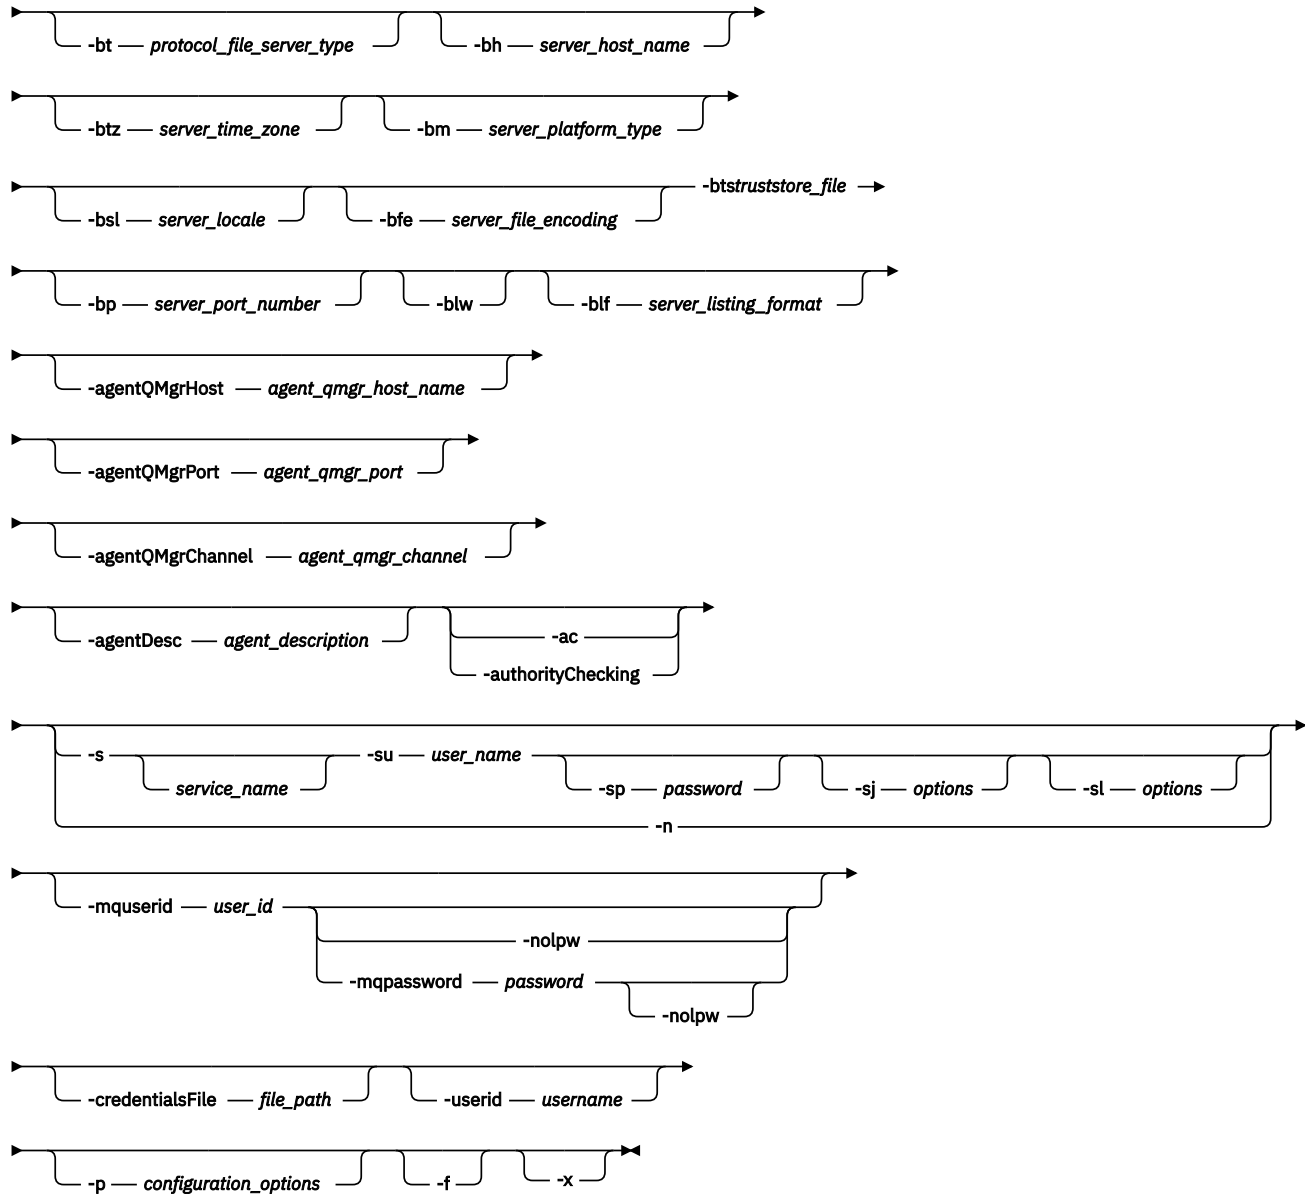 -bt protocol_file_server_type -bh server_host_name
-btz server_time_zone -bm server_platform_type
-btstruststore_file
-bsl server_locale -bfe server_file_encoding
-bp server_port_number -blw -blf server_listing_format
-agentQMgrHost agent_qmgr_host_name
-agentQMgrPort agent_qmgr_port
-agentQMgrChannel agent_qmgr_channel
-agentDesc agent_description -ac
-authorityChecking
-s -su user_name
service_name -sp password -sj options -sl options
-n
-mquserid user_id
-nolpw
-mqpassword password
-nolpw
-credentialsFile file_path -userid username
-p configuration_options -f -x